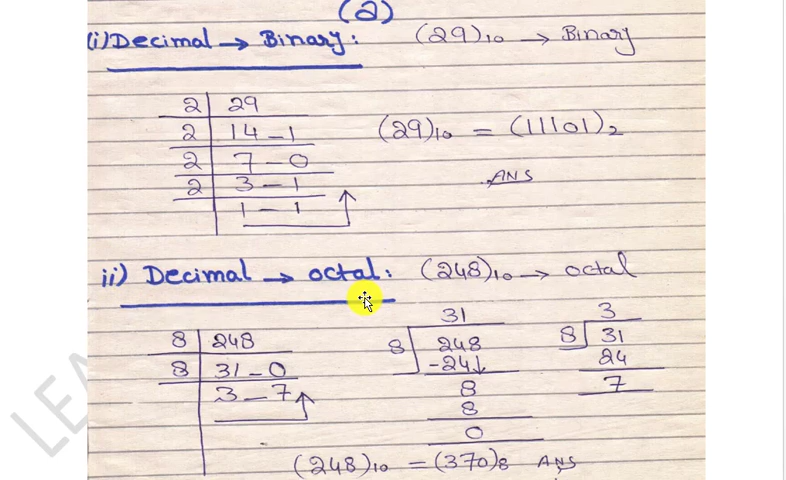 (2)
(i) Decimal → Binary: (29)₁₀ → Binary
2 | 29
2 | 14 - 1
2 | 7 - 0
2 | 3 - 1
1 - 1
(29)₁₀ = (11101)₂
ANS
ii) Decimal → octal: (248)₁₀ → octal
8 | 248
8 | 31 - 0
3 - 7
31
8 248
-24↓
8
8
0
3
8 31
24
7
(248)₁₀ = (370)₈ ANS
LEA